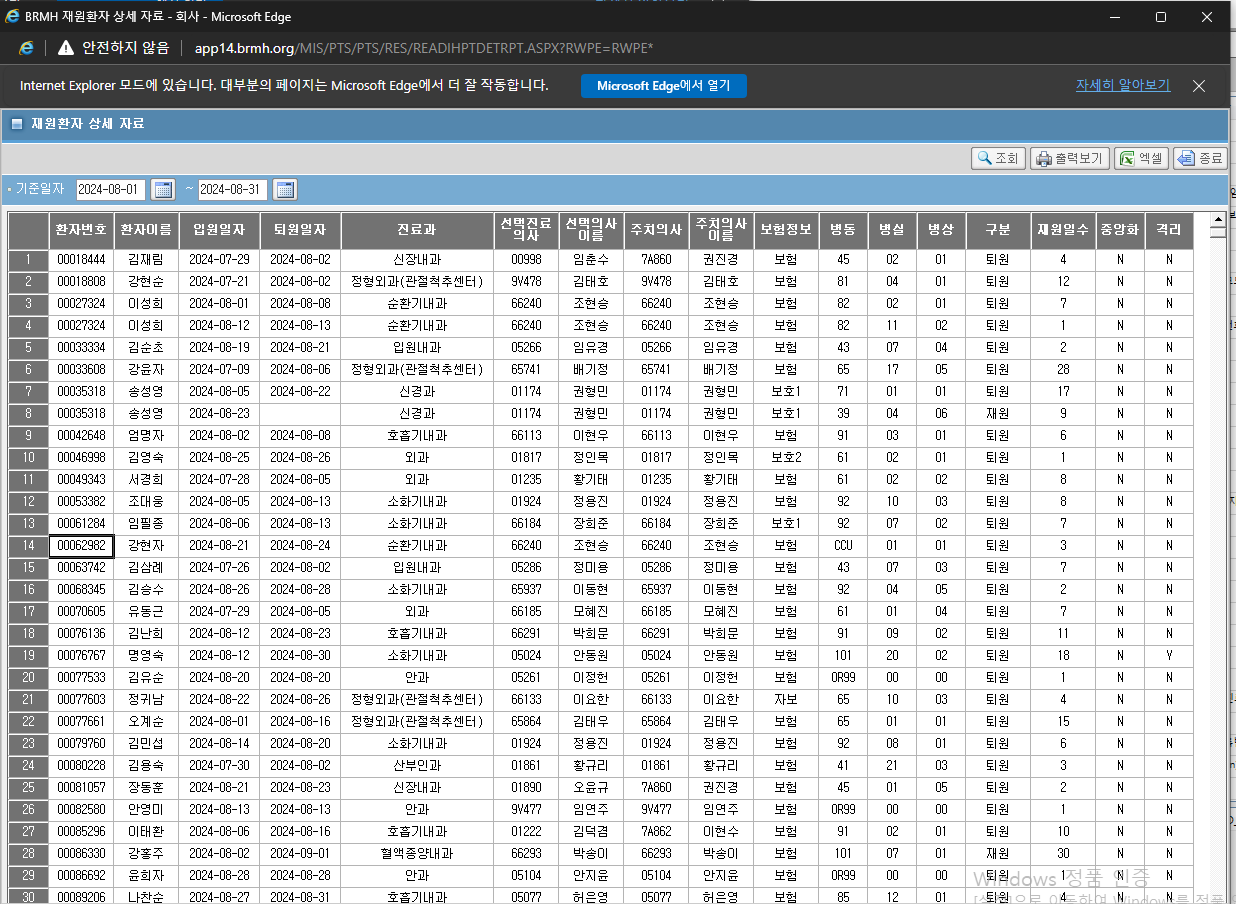 BRMH 재원환자 상세 자료 - 회사 - Microsoft Edge
안전하지 않음 app14.brmh.org/MIS/PTS/PTS/RES/READIHPTDETRPT.ASPX?RWPE=RWPE*
Internet Explorer 모드에 있습니다. 대부분의 페이지는 Microsoft Edge에서 더 잘 작동합니다. Microsoft Edge에서 열기 자세히 알아보기
재원환자 상세 자료
조회 출력보기 엑셀 종료
기준일자 2024-08-01 ~ 2024-08-31
환자번호 환자이름 입원일자 퇴원일자 진료과 선택진료의사 선택의사이름 주치의사 주치의사이름 보험정보 병동 병실 병상 구분 재원일수 중앙화 격리
1 00018444 김재림 2024-07-29 2024-08-02 신장내과 00998 임춘수 7A860 권진경 보험 45 02 01 퇴원 4 N N
2 00018808 강현순 2024-07-21 2024-08-02 정형외과(관절척추센터) 9V478 김태호 9V478 김태호 보험 81 04 01 퇴원 12 N N
3 00027324 이성희 2024-08-01 2024-08-08 순환기내과 66240 조현승 66240 조현승 보험 82 02 01 퇴원 7 N N
4 00027324 이성희 2024-08-12 2024-08-13 순환기내과 66240 조현승 66240 조현승 보험 82 11 02 퇴원 1 N N
5 00033334 김순초 2024-08-19 2024-08-21 입원내과 05266 임유경 05266 임유경 보험 43 07 04 퇴원 2 N N
6 00033608 강윤자 2024-07-09 2024-08-06 정형외과(관절척추센터) 65741 배기정 65741 배기정 보험 65 17 05 퇴원 28 N N
7 00035318 송성영 2024-08-05 2024-08-22 신경과 01174 권형민 01174 권형민 보호1 71 01 01 퇴원 17 N N
8 00035318 송성영 2024-08-23 신경과 01174 권형민 01174 권형민 보호1 39 04 06 재원 9 N N
9 00042648 엄명자 2024-08-02 2024-08-08 호흡기내과 66113 이현우 66113 이현우 보험 91 03 01 퇴원 6 N N
10 00046998 김영숙 2024-08-25 2024-08-26 외과 01817 정인목 01817 정인목 보호2 61 02 01 퇴원 1 N N
11 00049343 서경희 2024-07-28 2024-08-05 외과 01235 황기태 01235 황기태 보험 61 02 02 퇴원 8 N N
12 00053382 조대웅 2024-08-05 2024-08-13 소화기내과 01924 정용진 01924 정용진 보험 92 10 03 퇴원 8 N N
13 00061284 임필종 2024-08-06 2024-08-13 소화기내과 66184 장희준 66184 장희준 보호1 92 07 02 퇴원 7 N N
14 00062982 강현자 2024-08-21 2024-08-24 순환기내과 66240 조현승 66240 조현승 보험 CCU 01 01 퇴원 3 N N
15 00063742 김삼례 2024-07-26 2024-08-02 입원내과 05286 정미용 05286 정미용 보험 43 07 03 퇴원 7 N N
16 00068345 김승수 2024-08-26 2024-08-28 소화기내과 65937 이동현 65937 이동현 보험 92 04 05 퇴원 2 N N
17 00070605 유동근 2024-07-29 2024-08-05 외과 66185 모혜진 66185 모혜진 보험 61 01 04 퇴원 7 N N
18 00076136 김난희 2024-08-12 2024-08-23 호흡기내과 66291 박희문 66291 박희문 보험 91 09 02 퇴원 11 N N
19 00076767 명영숙 2024-08-12 2024-08-30 소화기내과 05024 안동원 05024 안동원 보험 101 20 02 퇴원 18 N Y
20 00077533 김유순 2024-08-20 2024-08-20 안과 05261 이정헌 05261 이정헌 보험 0R99 00 00 퇴원 1 N N
21 00077603 정귀남 2024-08-22 2024-08-26 정형외과(관절척추센터) 66133 이요한 66133 이요한 자보 65 10 03 퇴원 4 N N
22 00077661 오계순 2024-08-01 2024-08-16 정형외과(관절척추센터) 65864 김태우 65864 김태우 보험 65 01 01 퇴원 15 N N
23 00079760 김민섭 2024-08-14 2024-08-20 소화기내과 01924 정용진 01924 정용진 보험 92 08 01 퇴원 6 N N
24 00080228 김용숙 2024-07-30 2024-08-02 산부인과 01861 황규리 01861 황규리 보험 41 21 03 퇴원 3 N N
25 00081057 장동훈 2024-08-21 2024-08-23 신장내과 01890 오윤규 7A860 권진경 보험 45 01 05 퇴원 2 N N
26 00082580 안영미 2024-08-13 2024-08-13 안과 9V477 임연주 9V477 임연주 보험 0R99 00 00 퇴원 1 N N
27 00085296 이태환 2024-08-06 2024-08-16 호흡기내과 01222 김덕겸 7A862 이현수 보험 91 02 01 퇴원 10 N N
28 00086330 강홍주 2024-08-02 2024-09-01 혈액종양내과 66293 박송이 66293 박송이 보험 101 07 01 재원 30 N N
29 00086692 윤희자 2024-08-28 2024-08-28 안과 05104 안지윤 05104 안지윤 보험 0R99 00 00 퇴원 1 N N
30 00089206 나찬순 2024-08-27 2024-08-31 호흡기내과 05077 허은영 05077 허은영 보험 85 12 01 퇴원 4 N N
Windows 정품 인증